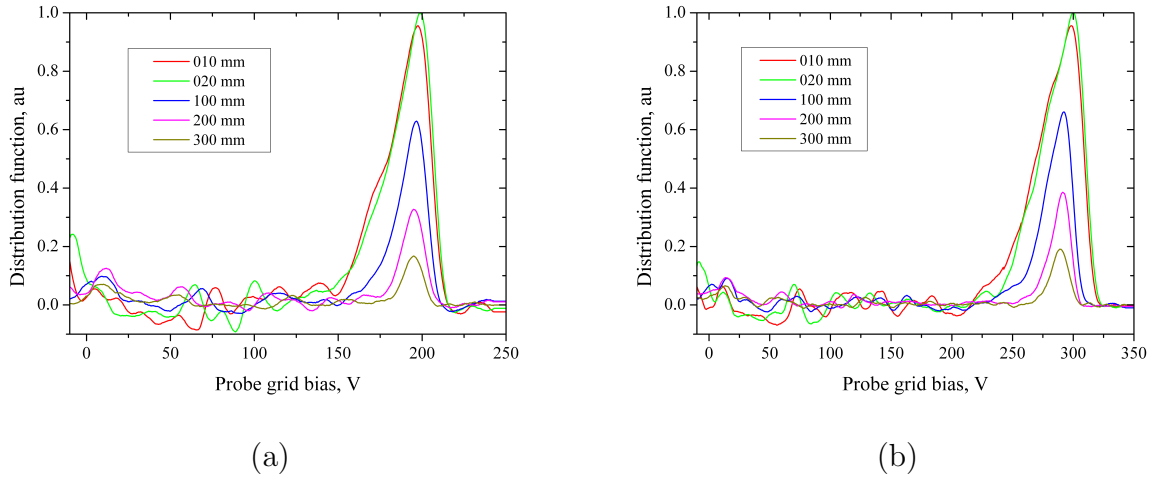 1.0
0.8
0.6
0.4
0.2
0.0
Distribution function, au
010 mm
020 mm
100 mm
200 mm
300 mm
0 50 100 150 200 250
Probe grid bias, V
(a)
1.0
0.8
0.6
0.4
0.2
0.0
Distribution function, au
010 mm
020 mm
100 mm
200 mm
300 mm
0 50 100 150 200 250 300 350
Probe grid bias, V
(b)